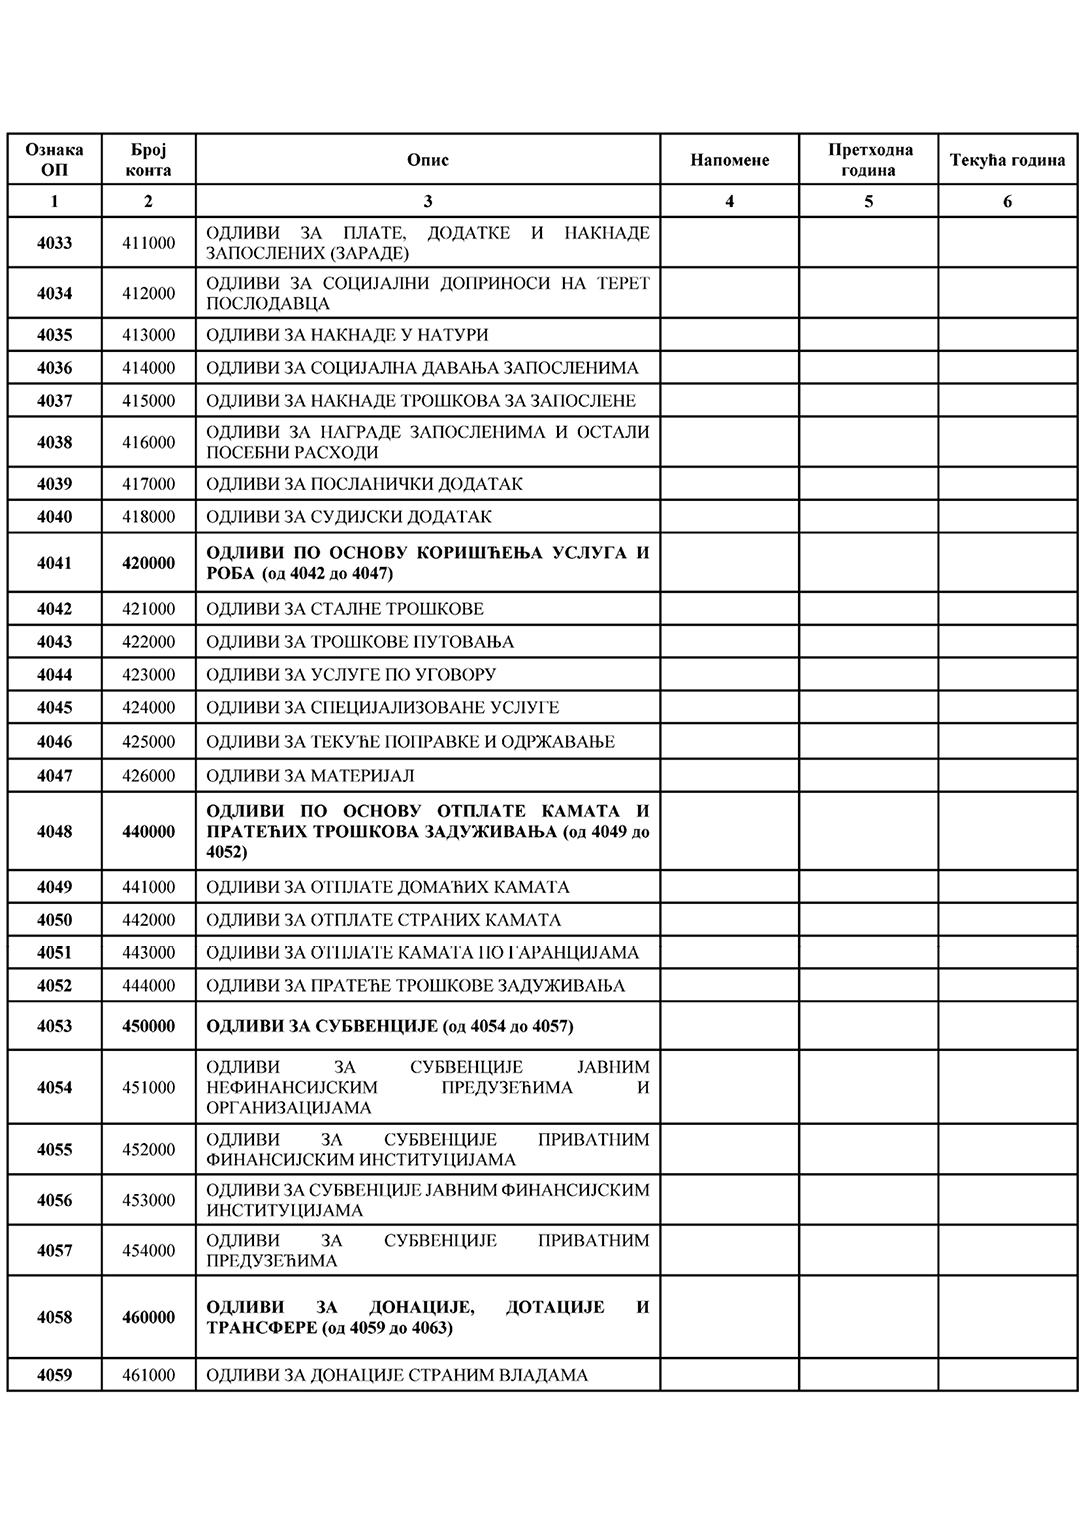 Ознака ОП Број конта Опис Напомене Претходна година Текућа година
1 2 3 4 5 6
4033 411000 ОДЛИВИ ЗА ПЛАТЕ, ДОДАТКЕ И НАКНАДЕ
ЗАПОСЛЕНИХ (ЗАРАДЕ)
4034 412000 ОДЛИВИ ЗА СОЦИЈАЛНИ ДОПРИНОСИ НА ТЕРЕТ
ПОСЛОДАВЦА
4035 413000 ОДЛИВИ ЗА НАКНАДЕ У НАТУРИ
4036 414000 ОДЛИВИ ЗА СОЦИЈАЛНА ДАВАЊА ЗАПОСЛЕНИМА
4037 415000 ОДЛИВИ ЗА НАКНАДЕ ТРОШКОВА ЗА ЗАПОСЛЕНЕ
4038 416000 ОДЛИВИ ЗА НАГРАДЕ ЗАПОСЛЕНИМА И ОСТАЛИ
ПОСЕБНИ РАСХОДИ
4039 417000 ОДЛИВИ ЗА ПОСЛАНИЧКИ ДОДАТАК
4040 418000 ОДЛИВИ ЗА СУДИЈСКИ ДОДАТАК
4041 420000 ОДЛИВИ ПО ОСНОВУ КОРИШЋЕЊА УСЛУГА И
РОБА (од 4042 до 4047)
4042 421000 ОДЛИВИ ЗА СТАЛНЕ ТРОШКОВЕ
4043 422000 ОДЛИВИ ЗА ТРОШКОВЕ ПУТОВАЊА
4044 423000 ОДЛИВИ ЗА УСЛУГЕ ПО УГОВОРУ
4045 424000 ОДЛИВИ ЗА СПЕЦИЈАЛИЗОВАНЕ УСЛУГЕ
4046 425000 ОДЛИВИ ЗА ТЕКУЋЕ ПОПРАВКЕ И ОДРЖАВАЊЕ
4047 426000 ОДЛИВИ ЗА МАТЕРИЈАЛ
4048 440000 ОДЛИВИ ПО ОСНОВУ ОТПЛАТЕ КАМАТА И
ПРАТЕЋИХ ТРОШКОВА ЗАДУЖИВАЊА (од 4049 до
4052)
4049 441000 ОДЛИВИ ЗА ОТПЛАТЕ ДОМАЋИХ КАМАТА
4050 442000 ОДЛИВИ ЗА ОТПЛАТЕ СТРАНИХ КАМАТА
4051 443000 ОДЛИВИ ЗА ОТПЛАТЕ КАМАТА ПО ГАРАНЦИЈАМА
4052 444000 ОДЛИВИ ЗА ПРАТЕЋЕ ТРОШКОВЕ ЗАДУЖИВАЊА
4053 450000 ОДЛИВИ ЗА СУБВЕНЦИЈЕ (од 4054 до 4057)
4054 451000 ОДЛИВИ ЗА СУБВЕНЦИЈЕ ЈАВНИМ
НЕФИНАНСИЈСКИМ ПРЕДУЗЕЋИМА И
ОРГАНИЗАЦИЈАМА
4055 452000 ОДЛИВИ ЗА СУБВЕНЦИЈЕ ПРИВАТНИМ
ФИНАНСИЈСКИМ ИНСТИТУЦИЈАМА
4056 453000 ОДЛИВИ ЗА СУБВЕНЦИЈЕ ЈАВНИМ ФИНАНСИЈСКИМ
ИНСТИТУЦИЈАМА
4057 454000 ОДЛИВИ ЗА СУБВЕНЦИЈЕ ПРИВАТНИМ
ПРЕДУЗЕЋИМА
4058 460000 ОДЛИВИ ЗА ДОНАЦИЈЕ, ДОТАЦИЈЕ И
ТРАНСФЕРЕ (од 4059 до 4063)
4059 461000 ОДЛИВИ ЗА ДОНАЦИЈЕ СТРАНИМ ВЛАДАМА